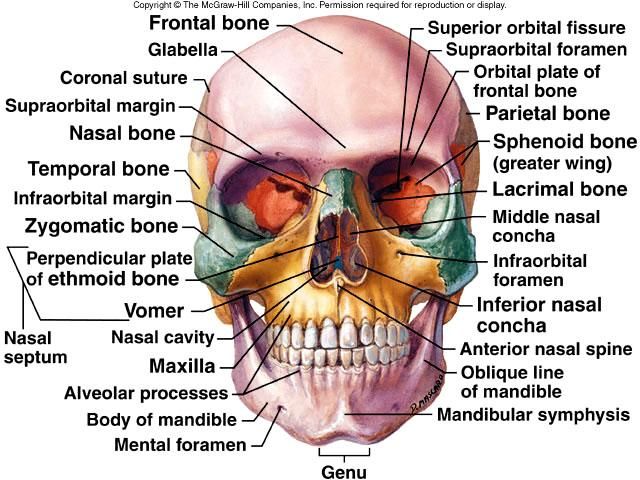 Copyright © The McGraw-Hill Companies, Inc. Permission required for reproduction or display.
Frontal bone
Glabella
Coronal suture
Supraorbital margin
Nasal bone
Temporal bone
Infraorbital margin
Zygomatic bone
Perpendicular plate
of ethmoid bone
Vomer
Nasal
septum
Nasal cavity
Maxilla
Alveolar processes
Body of mandible
Mental foramen
Genu
Superior orbital fissure
Supraorbital foramen
Orbital plate of
frontal bone
Parietal bone
Sphenoid bone
(greater wing)
Lacrimal bone
Middle nasal
concha
Infraorbital
foramen
Inferior nasal
concha
Anterior nasal spine
Oblique line
of mandible
Mandibular symphysis